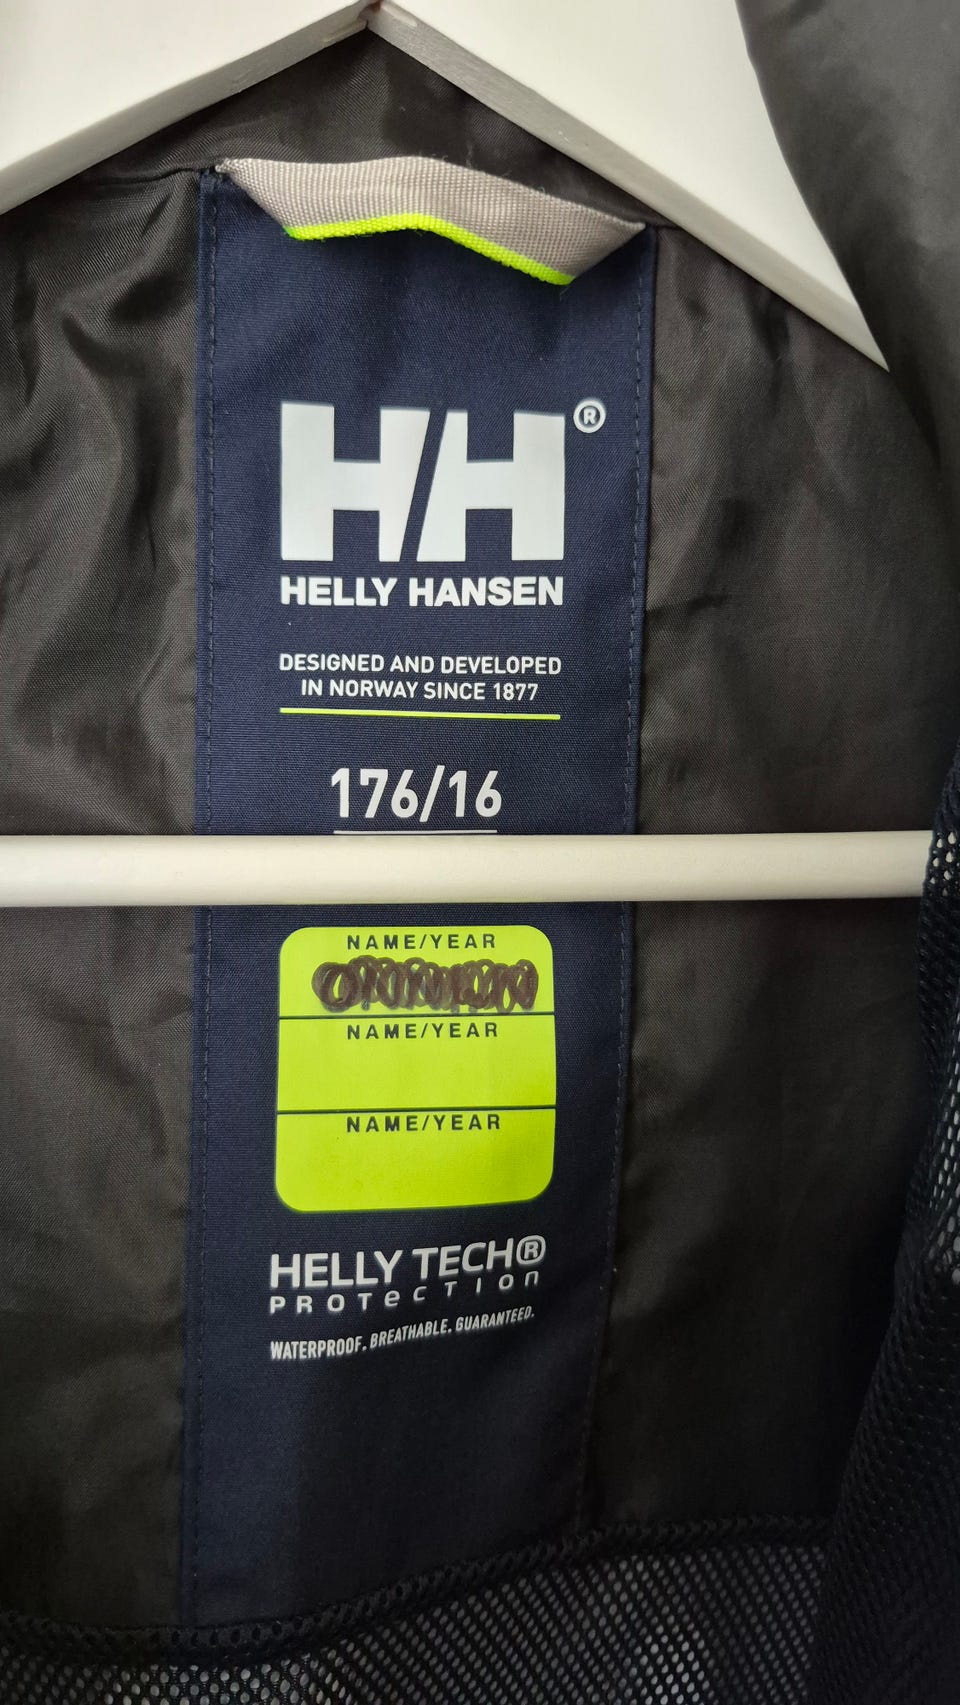 HH®
HELLY HANSEN
DESIGNED AND DEVELOPED
IN NORWAY SINCE 1877
176/16
NAME/YEAR
NAME/YEAR
NAME/YEAR
HELLY TECH®
PROTecTIon
WATERPROOF. BREATHABLE. GUARANTEED.